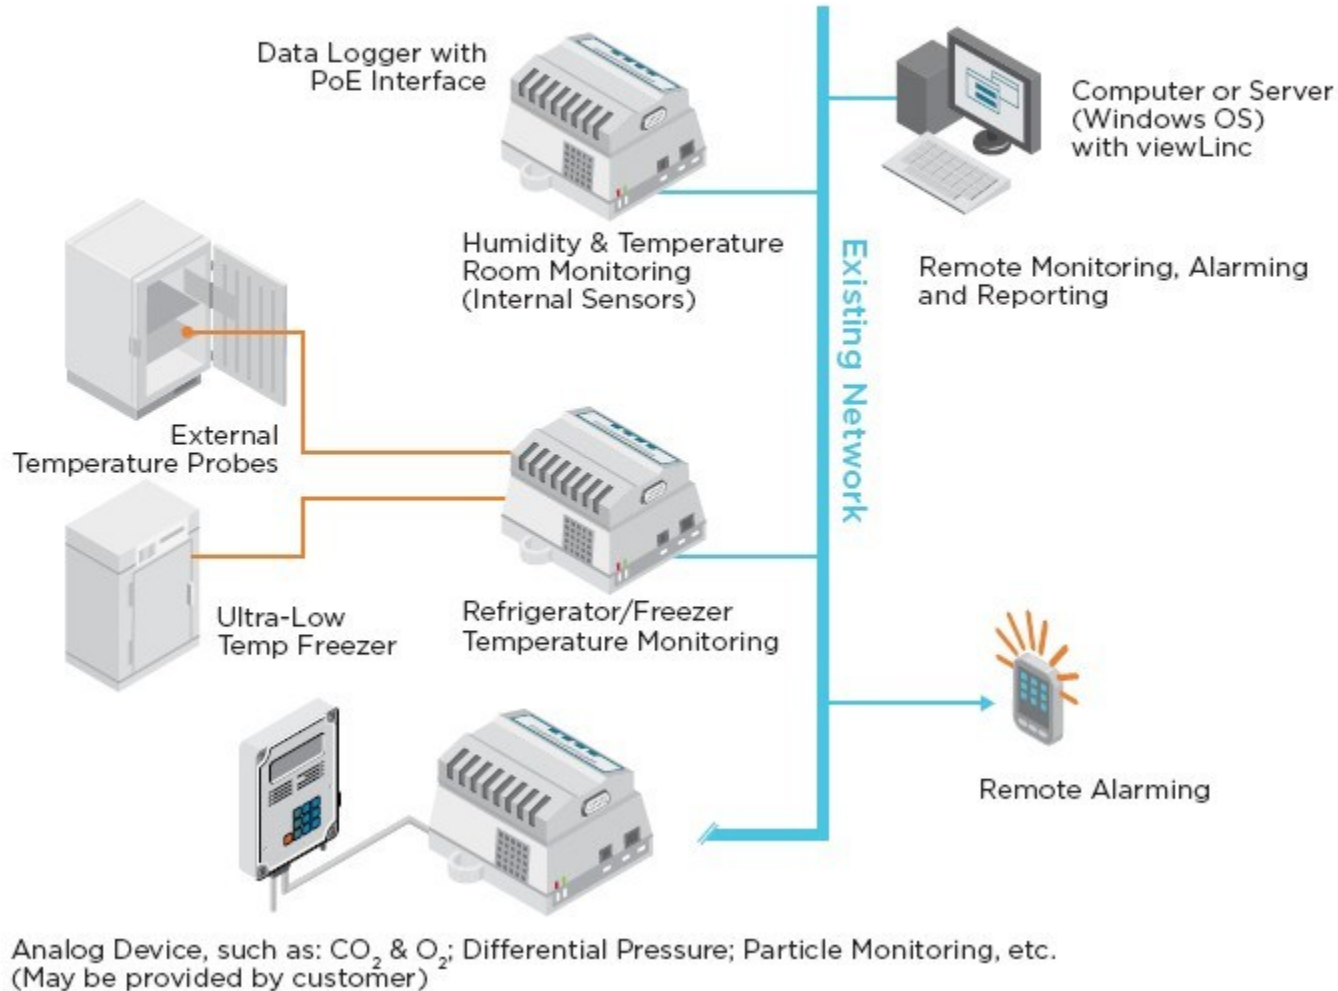 Data Logger with
PoE Interface
Computer or Server
(Windows OS)
with viewLinc
Humidity & Temperature
Room Monitoring
(Internal Sensors)
Remote Monitoring, Alarming
and Reporting
Existing Network
External
Temperature Probes
Ultra-Low
Temp Freezer
Refrigerator/Freezer
Temperature Monitoring
Remote Alarming
Analog Device, such as: CO₂ & O₂; Differential Pressure; Particle Monitoring, etc.
(May be provided by customer)